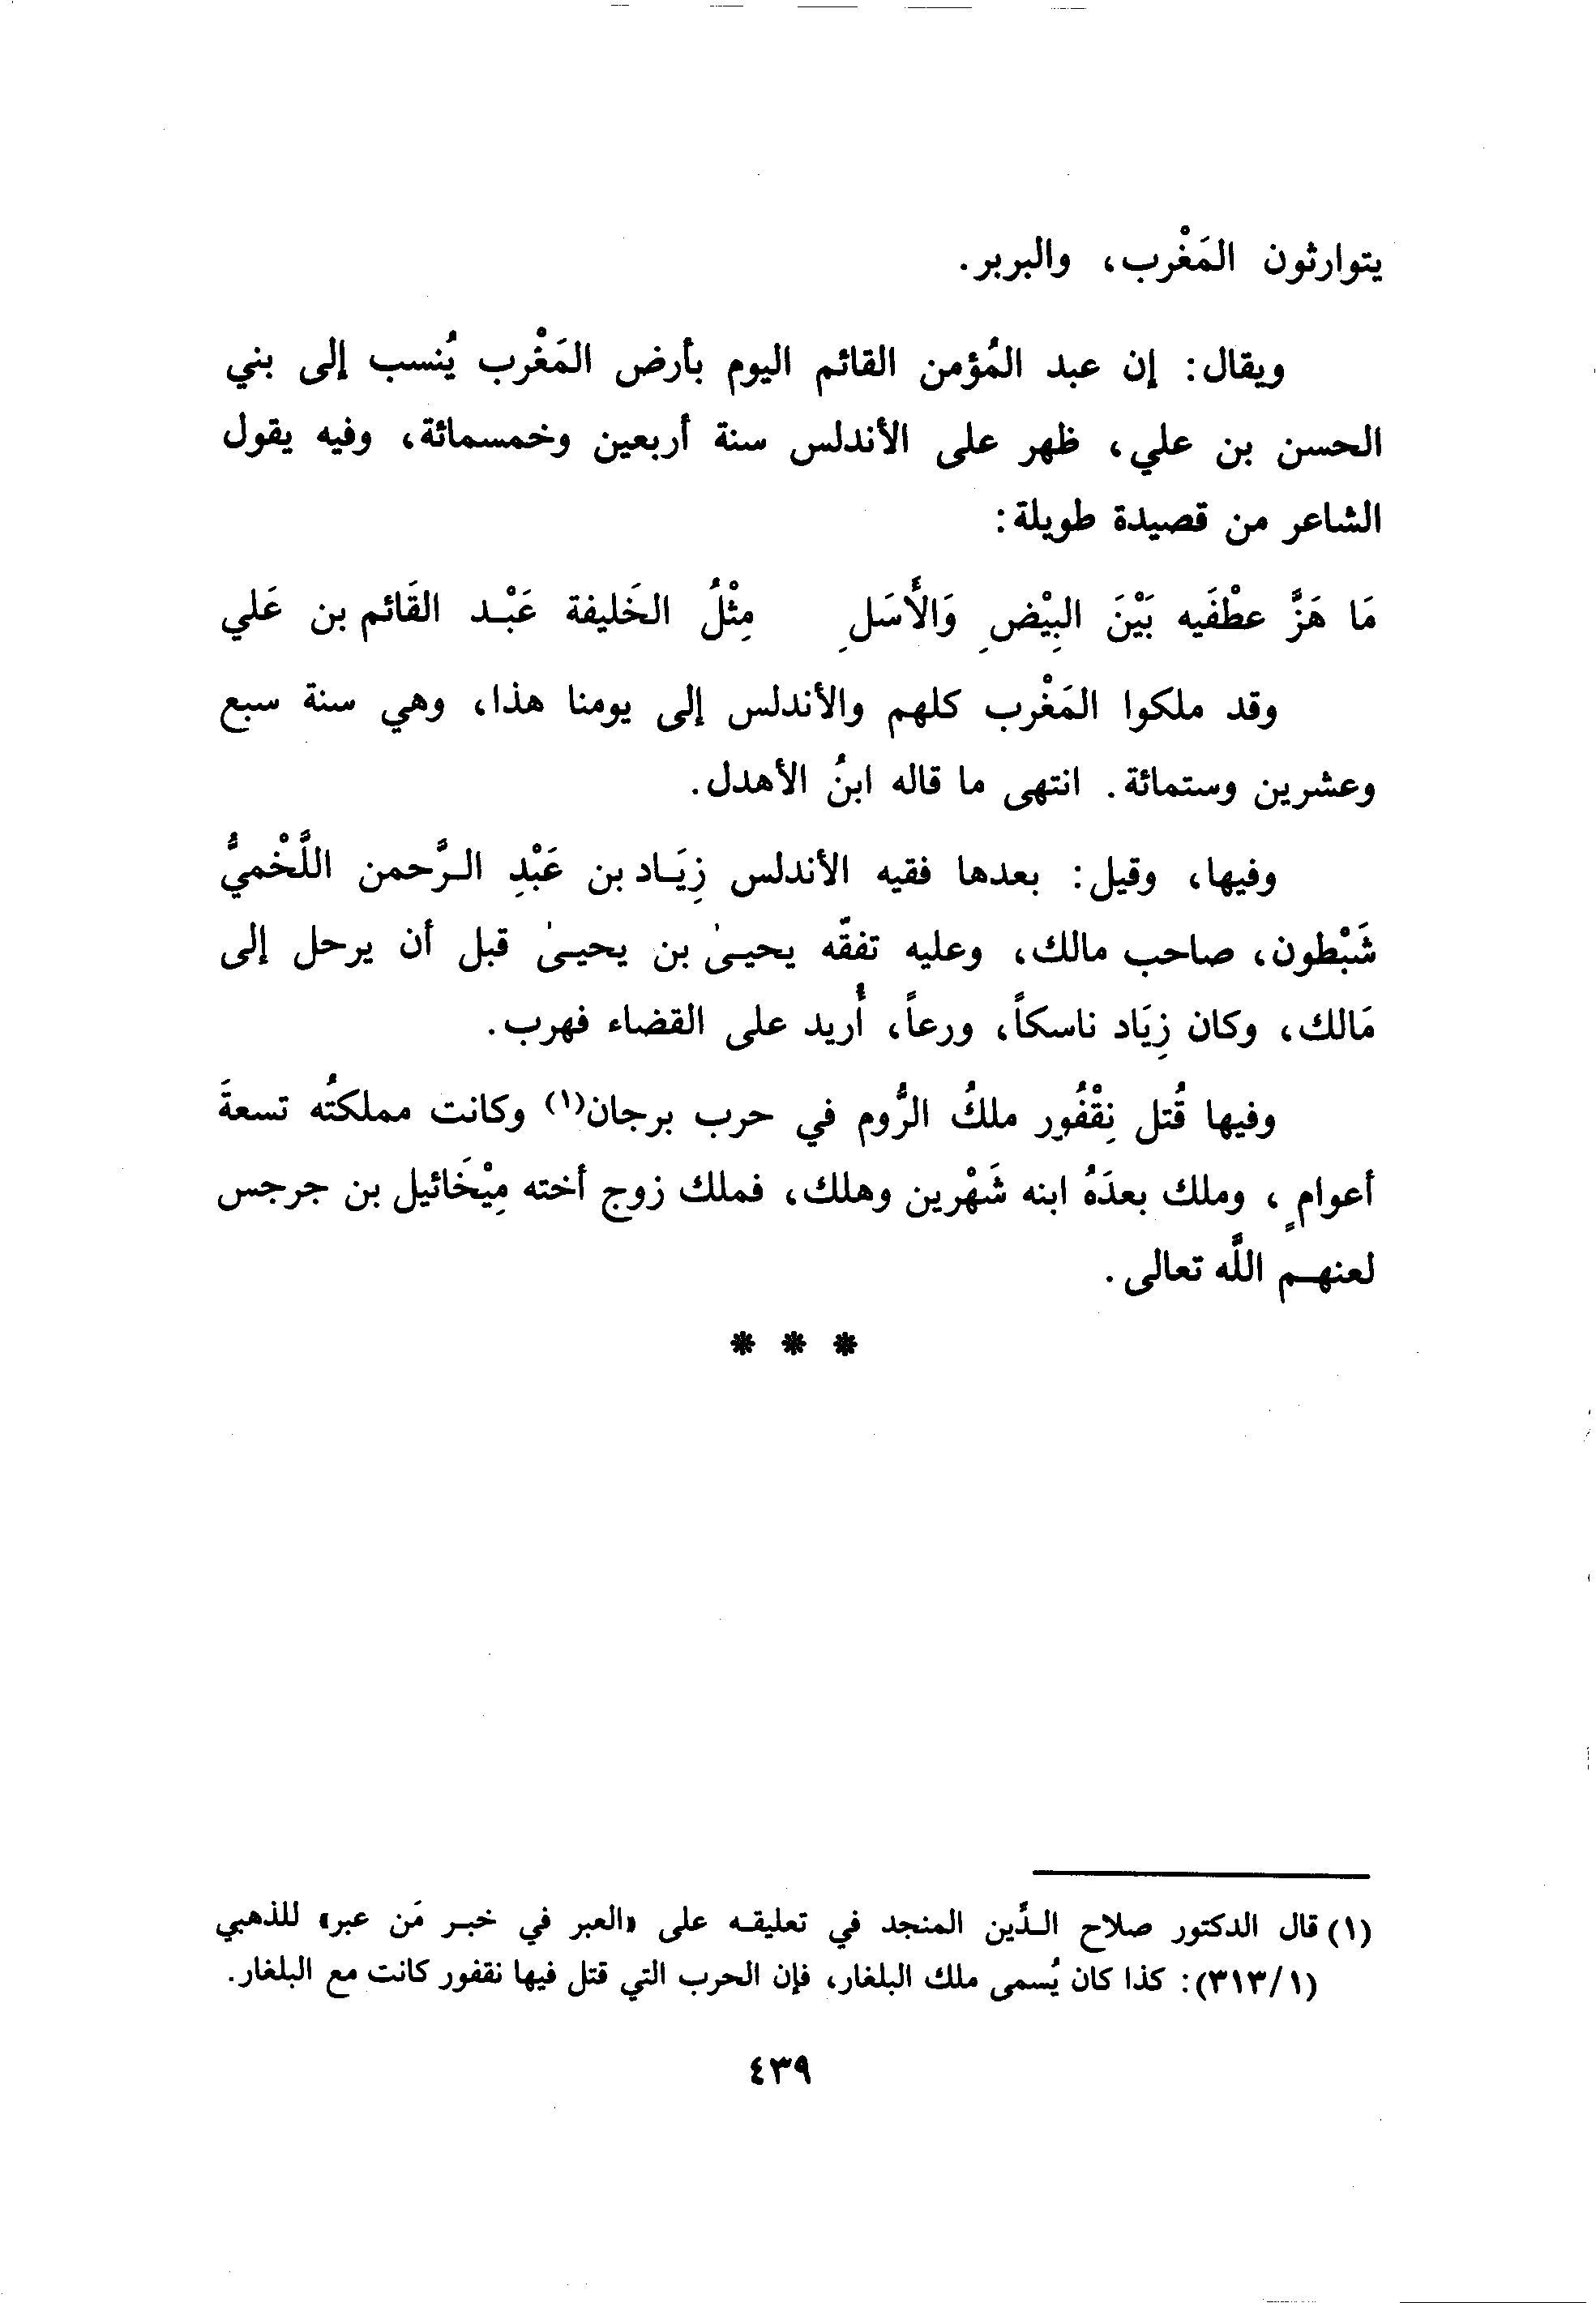 يتوارثون المَغْرب، والبربر.
ويقال: إن عبد المُؤمن القائم اليوم بأرض المَغْرب يُنسب إلى بني
الحسن بن علي، ظهر على الأندلس سنة أربعين وخمسمائة، وفيه يقول
الشاعر من قصيدة طويلة:
مَا هَزَّ عطْفَيه بَيْنَ البِيْضِ وَالأَسَلِ مِثْلُ الخَليفة عَبْـد القَائم بن عَلي
وقد ملكوا المَغْرب كلهم والأندلس إلى يومنا هذا، وهي سنة سبع
وعشرين وستمائة. انتهى ما قاله ابنُ الأهدل.
وفيها، وقيل: بعدها فقيه الأندلس زِيَـاد بن عَبْدِ الـرَّحمن اللَّخْميُّ
شَبْطون، صاحب مالك، وعليه تفقّه يحيـىٰ بن يحيـىٰ قبل أن يرحل إلى
مَالك، وكان زِيَاد ناسكاً، ورعاً، أُريد على القضاء فهرب.
وفيها قُتل نِقْفُور ملكُ الرُّوم في حرب برجان(١) وكانت مملكتُه تسعةَ
أعوامٍ، وملك بعدَهُ ابنه شَهْرين وهلك، فملك زوج أخته مِيْخَائيل بن جرجس
لعنهـم اللَّه تعالى.
* * *
(١) قال الدكتور صلاح الـدِّين المنجد في تعليقـه على «العبر في خبـر مَن عبر» للذهبي
(٣١٣/١): كذا كان يُسمى ملك البلغار، فإن الحرب التي قتل فيها نقفور كانت مع البلغار.
٤٣٩